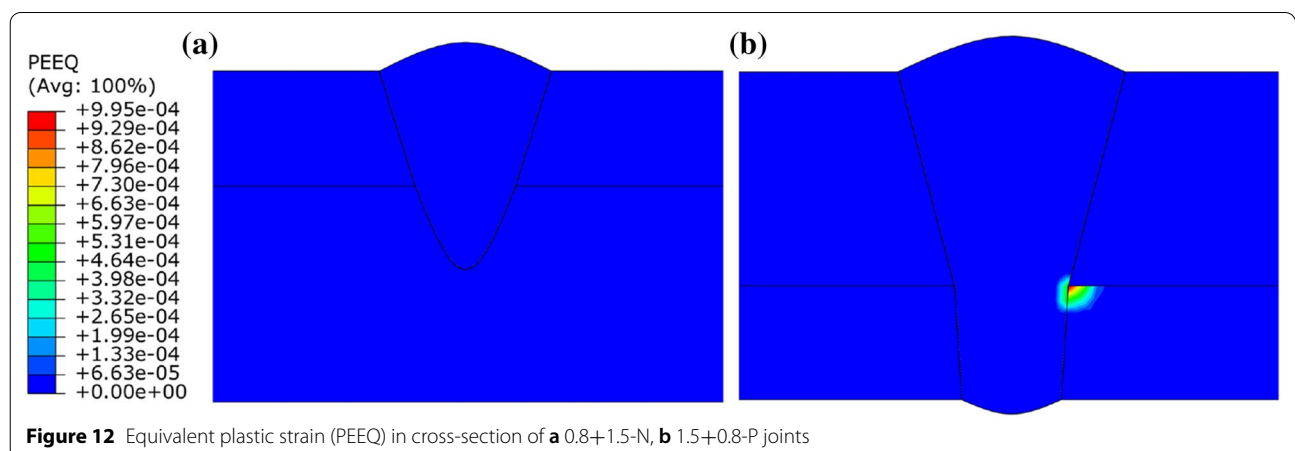 (a)
(b)
PEEQ
(Avg: 100%)
+9.95e-04
+9.29e-04
+8.62e-04
+7.96e-04
+7.30e-04
+6.63e-04
+5.97e-04
+5.31e-04
+4.64e-04
+3.98e-04
+3.32e-04
+2.65e-04
+1.99e-04
+1.33e-04
+6.63e-05
+0.00e+00
Figure 12 Equivalent plastic strain (PEEQ) in cross-section of a 0.8+1.5-N, b 1.5+0.8-P joints